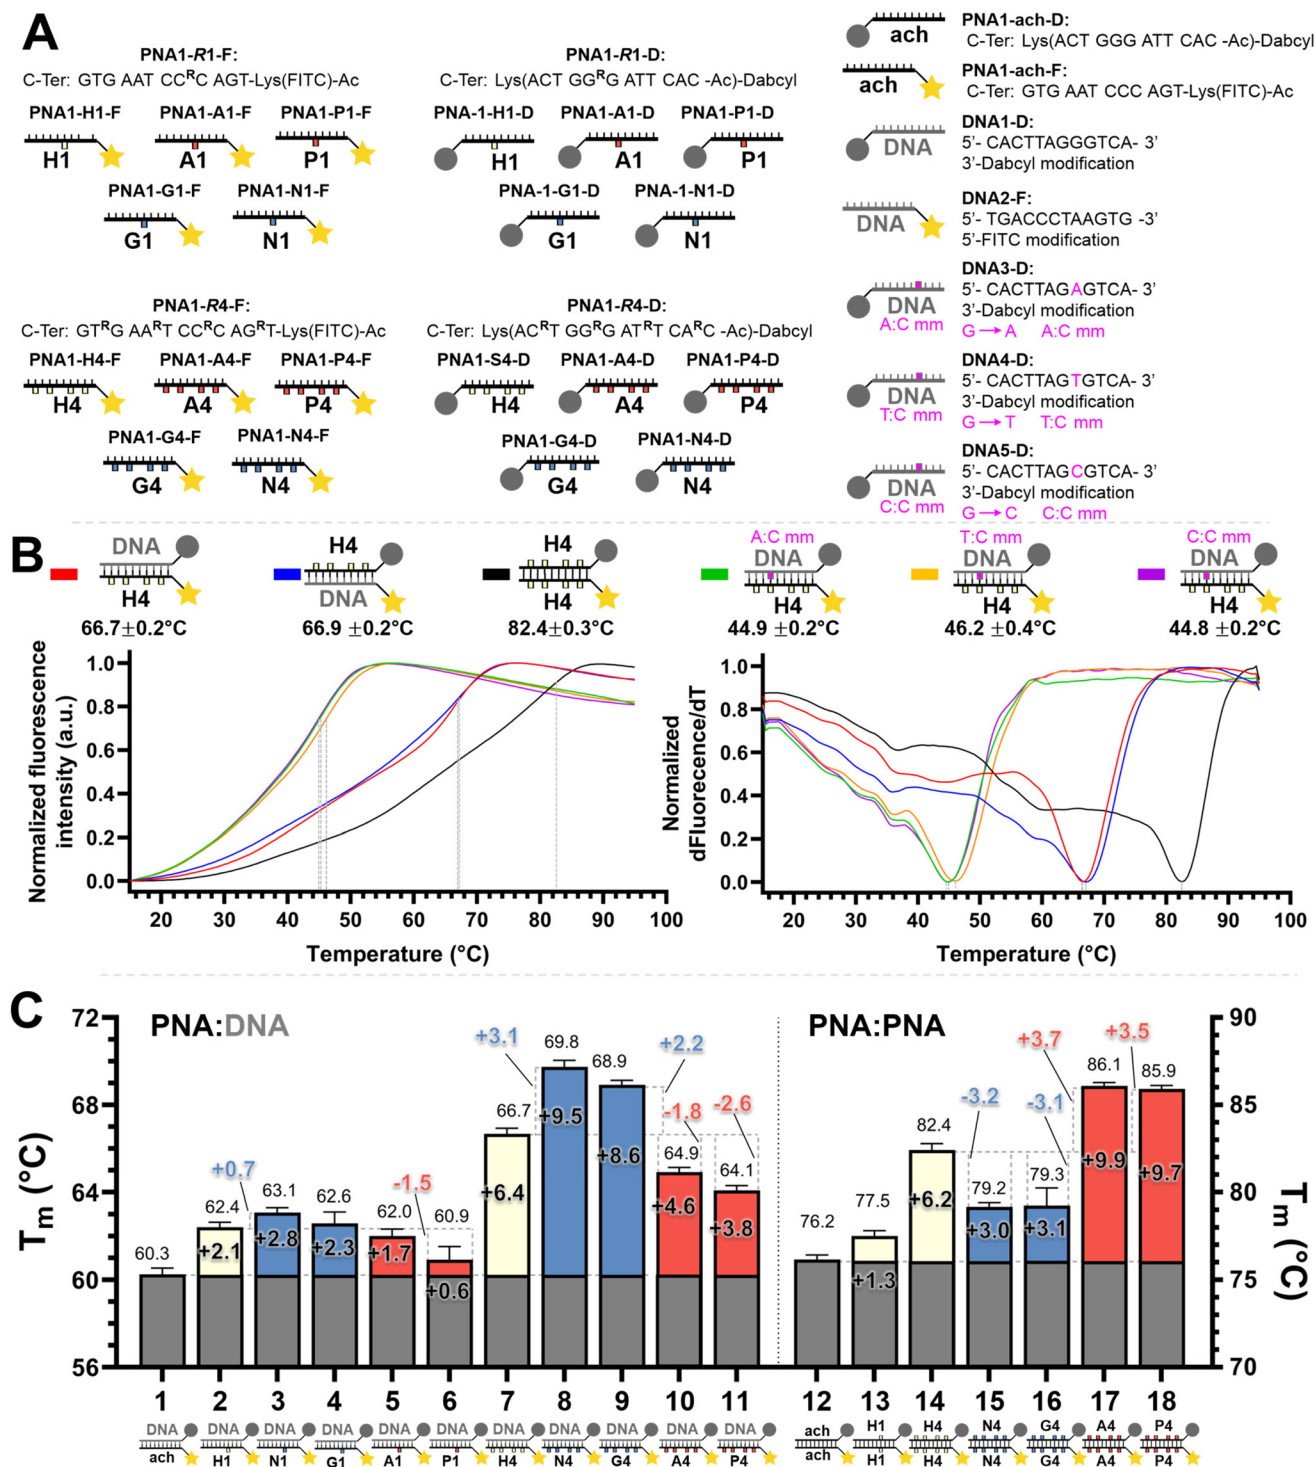 A
PNA1-R1-F:
C-Ter: GTG AAT CCᴿC AGT-Lys(FITC)-Ac
PNA1-H1-F PNA1-A1-F PNA1-P1-F
H1 A1 P1
PNA1-G1-F PNA1-N1-F
G1 N1
PNA1-R1-D:
C-Ter: Lys(ACT GGᴿG ATT CAC -Ac)-Dabcyl
PNA-1-H1-D PNA1-A1-D PNA1-P1-D
H1 A1 P1
PNA-1-G1-D PNA-1-N1-D
G1 N1
PNA1-R4-F:
C-Ter: GTᴿG AAᴿT CCᴿC AGᴿT-Lys(FITC)-Ac
PNA1-H4-F PNA1-A4-F PNA1-P4-F
H4 A4 P4
PNA1-G4-F PNA1-N4-F
G4 N4
PNA1-R4-D:
C-Ter: Lys(ACᴿT GGᴿG ATᴿT CAᴿC -Ac)-Dabcyl
PNA1-S4-D PNA1-A4-D PNA1-P4-D
H4 A4 P4
PNA1-G4-D PNA1-N4-D
G4 N4
ach
PNA1-ach-D:
C-Ter: Lys(ACT GGG ATT CAC -Ac)-Dabcyl
ach
PNA1-ach-F:
C-Ter: GTG AAT CCC AGT-Lys(FITC)-Ac
DNA
DNA1-D:
5'- CACTTAGGGTCA- 3'
3'-Dabcyl modification
DNA
DNA2-F:
5'- TGACCCTAAGTG -3'
5'-FITC modification
DNA
A:C mm
DNA3-D:
5'- CACTTAGAGTCA- 3'
3'-Dabcyl modification
G→A A:C mm
DNA
T:C mm
DNA4-D:
5'- CACTTAGTGTCA- 3'
3'-Dabcyl modification
G→T T:C mm
DNA
C:C mm
DNA5-D:
5'- CACTTAGCGTCA- 3'
3'-Dabcyl modification
G→C C:C mm
B
DNA
H4
66.7±0.2°C
H4
DNA
66.9 ±0.2°C
H4
H4
82.4±0.3°C
A:C mm
DNA
H4
44.9 ±0.2°C
T:C mm
DNA
H4
46.2 ±0.4°C
C:C mm
DNA
H4
44.8 ±0.2°C
Normalized fluorescence
intensity (a.u.)
1.0
0.8
0.6
0.4
0.2
0.0
20 30 40 50 60 70 80 90 100
Temperature (°C)
Normalized
dFluorecence/dT
1.0
0.8
0.6
0.4
0.2
0.0
20 30 40 50 60 70 80 90 100
Temperature (°C)
C
PNA:DNA
PNA:PNA
Tm (°C)
72
68
64
60
56
60.3
62.4
+2.1
+0.7
63.1
+2.8
62.6
+2.3
62.0
+1.7
-1.5
60.9
+0.6
66.7
+6.4
+3.1
69.8
+9.5
68.9
+8.6
+2.2
-1.8
64.9
+4.6
-2.6
64.1
+3.8
76.2
77.5
+1.3
82.4
+6.2
-3.2
79.2
+3.0
-3.1
79.3
+3.1
+3.7
86.1
+9.9
+3.5
85.9
+9.7
90
85
80
75
70
Tm (°C)
1 2 3 4 5 6 7 8 9 10 11 12 13 14 15 16 17 18
DNA DNA DNA DNA DNA DNA DNA DNA DNA DNA DNA ach H1 H4 N4 G4 A4 P4
ach H1 N1 G1 A1 P1 H4 N4 G4 A4 P4 ach H1 H4 N4 G4 A4 P4